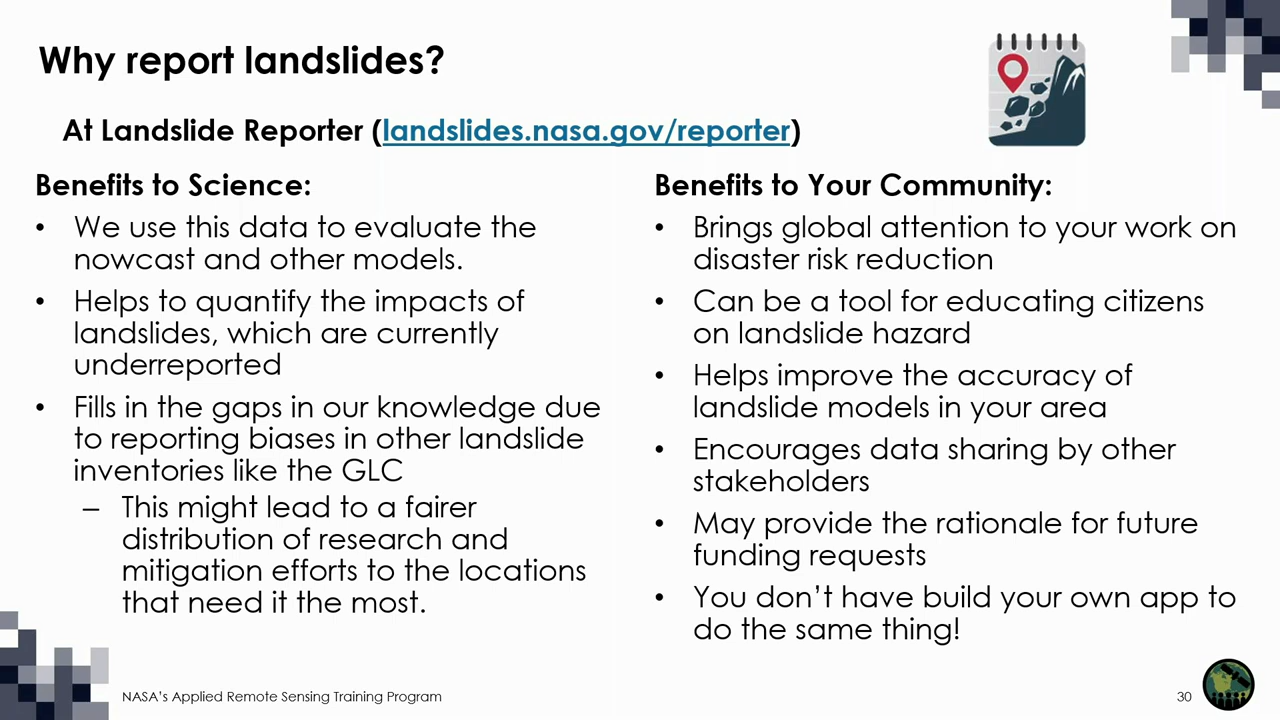 Why report landslides?
At Landslide Reporter (landslides.nasa.gov/reporter)
Benefits to Science:
• We use this data to evaluate the
nowcast and other models.
• Helps to quantify the impacts of
landslides, which are currently
underreported
• Fills in the gaps in our knowledge due
to reporting biases in other landslide
inventories like the GLC
– This might lead to a fairer
distribution of research and
mitigation efforts to the locations
that need it the most.
Benefits to Your Community:
• Brings global attention to your work on
disaster risk reduction
• Can be a tool for educating citizens
on landslide hazard
• Helps improve the accuracy of
landslide models in your area
• Encourages data sharing by other
stakeholders
• May provide the rationale for future
funding requests
• You don't have build your own app to
do the same thing!
NASA's Applied Remote Sensing Training Program
30